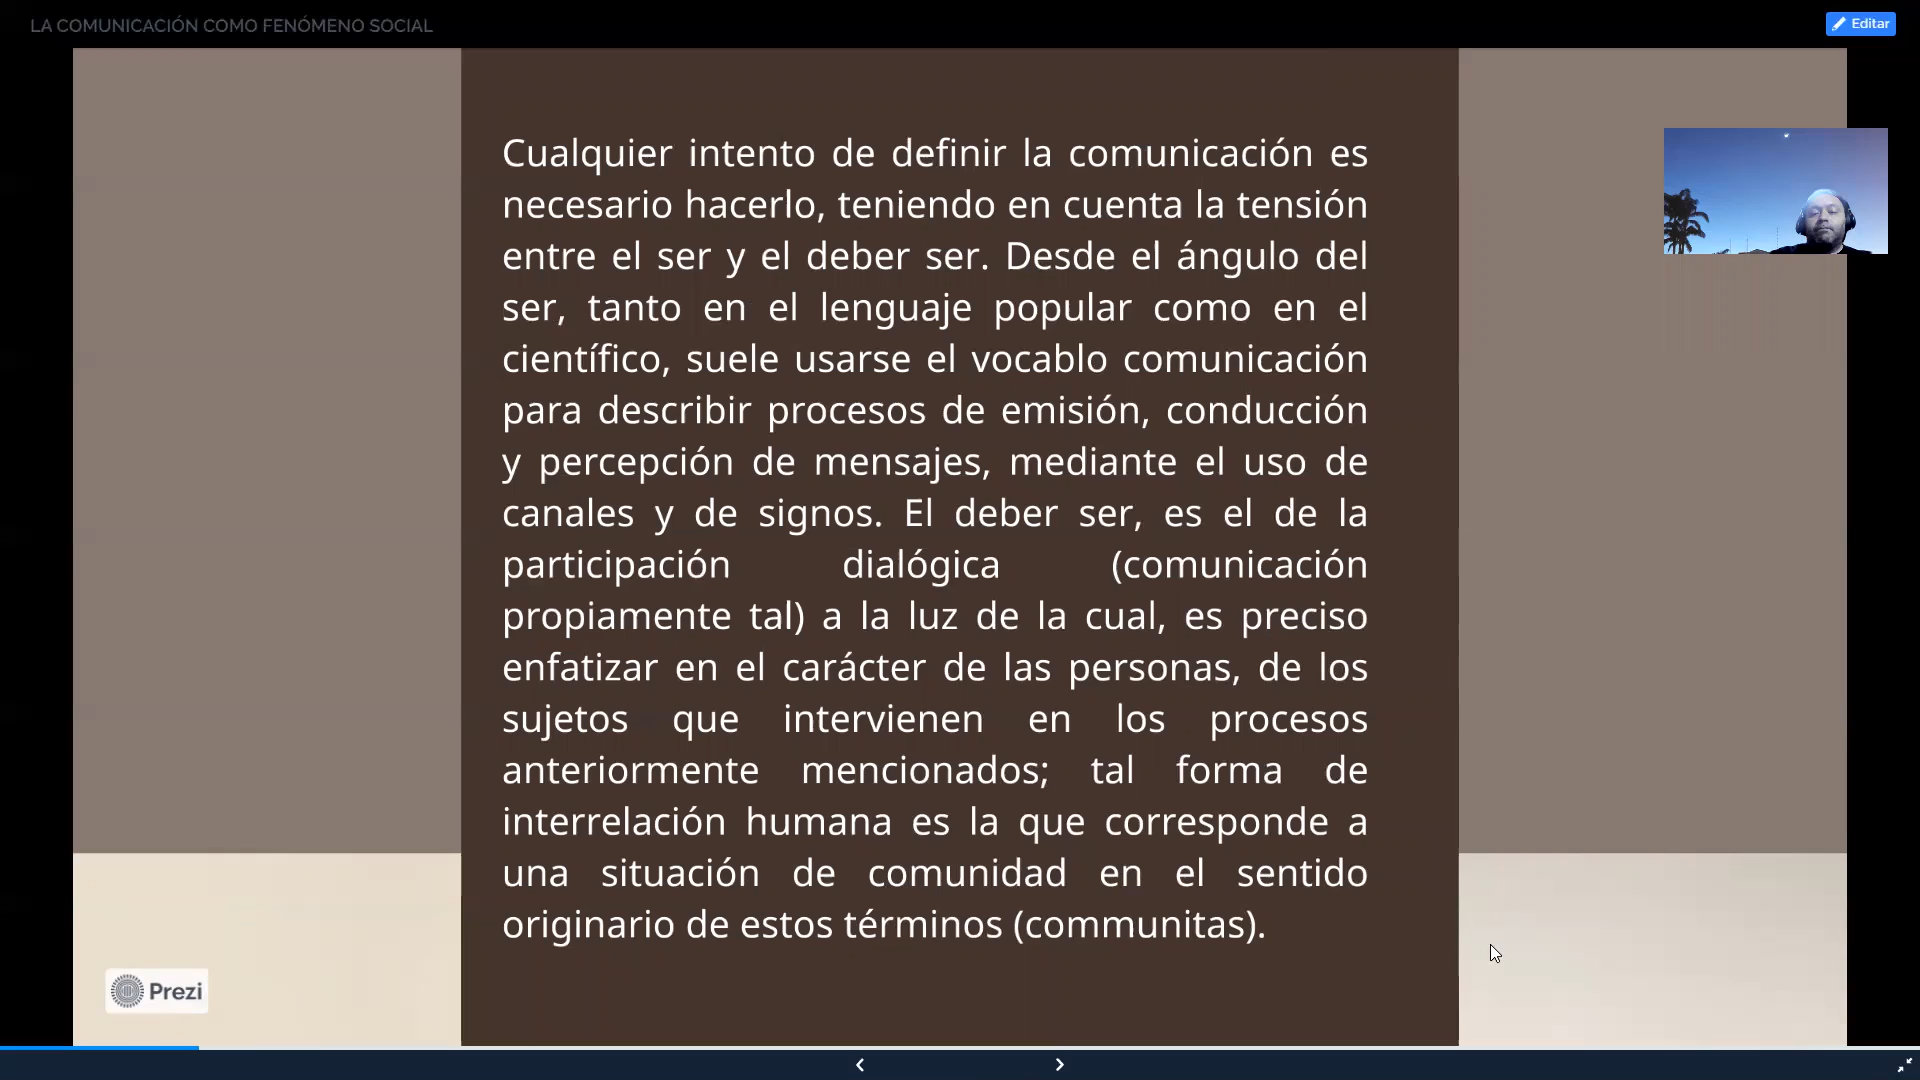 LA COMUNICACIÓN COMO FENÓMENO SOCIAL
Editar
Cualquier intento de definir la comunicación es
necesario hacerlo, teniendo en cuenta la tensión
entre el ser y el deber ser. Desde el ángulo del
ser, tanto en el lenguaje popular como en el
científico, suele usarse el vocablo comunicación
para describir procesos de emisión, conducción
y percepción de mensajes, mediante el uso de
canales y de signos. El deber ser, es el de la
participación dialógica (comunicación
propiamente tal) a la luz de la cual, es preciso
enfatizar en el carácter de las personas, de los
sujetos que intervienen en los procesos
anteriormente mencionados; tal forma de
interrelación humana es la que corresponde a
una situación de comunidad en el sentido
originario de estos términos (communitas).
Prezi